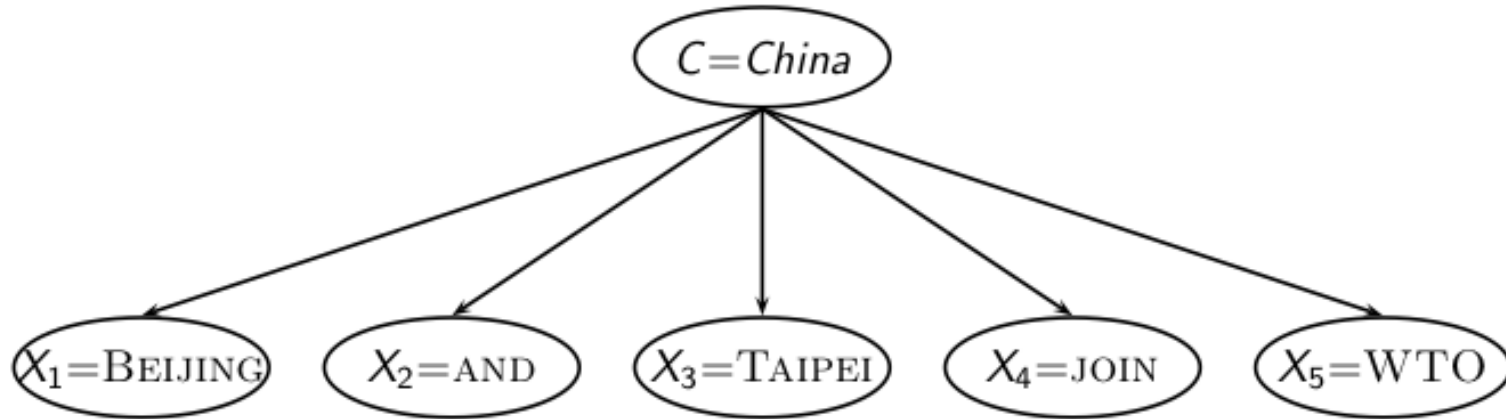 C=China
X₁=BEIJING X₂=AND X₃=TAIPEI X₄=JOIN X₅=WTO